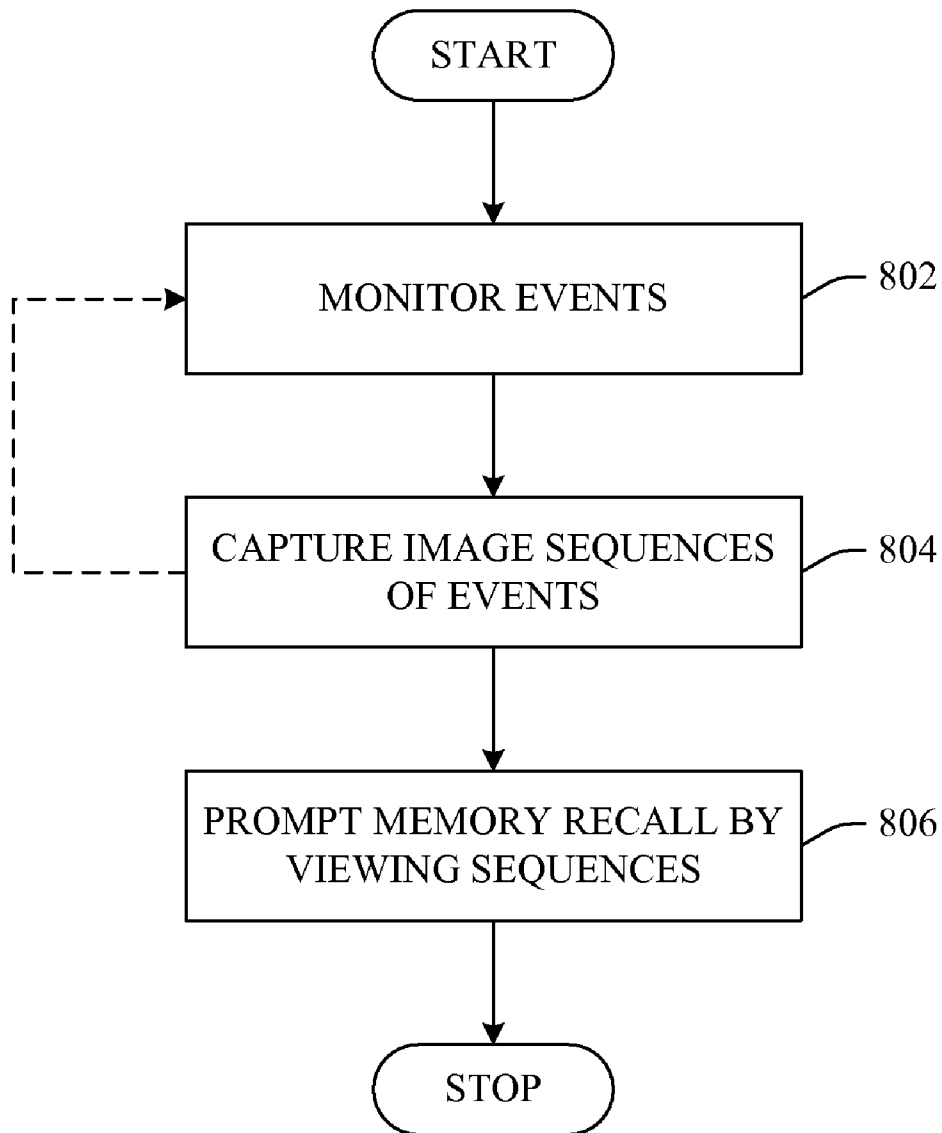 START
MONITOR EVENTS
802
CAPTURE IMAGE SEQUENCES
OF EVENTS
804
PROMPT MEMORY RECALL BY
VIEWING SEQUENCES
806
STOP